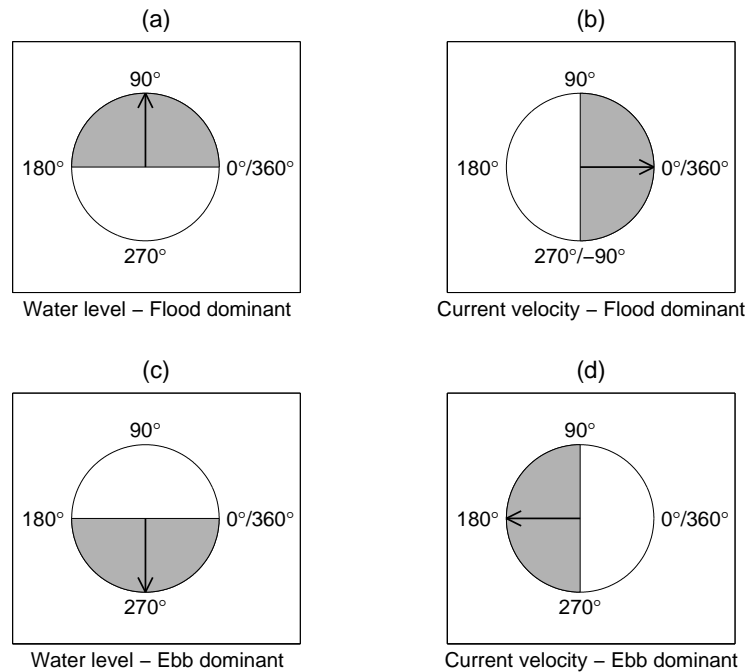 (a)
90°
180°
0°/360°
270°
Water level – Flood dominant
(b)
90°
180°
0°/360°
270°/–90°
Current velocity – Flood dominant
(c)
90°
180°
0°/360°
270°
Water level – Ebb dominant
(d)
90°
180°
0°/360°
270°
Current velocity – Ebb dominant